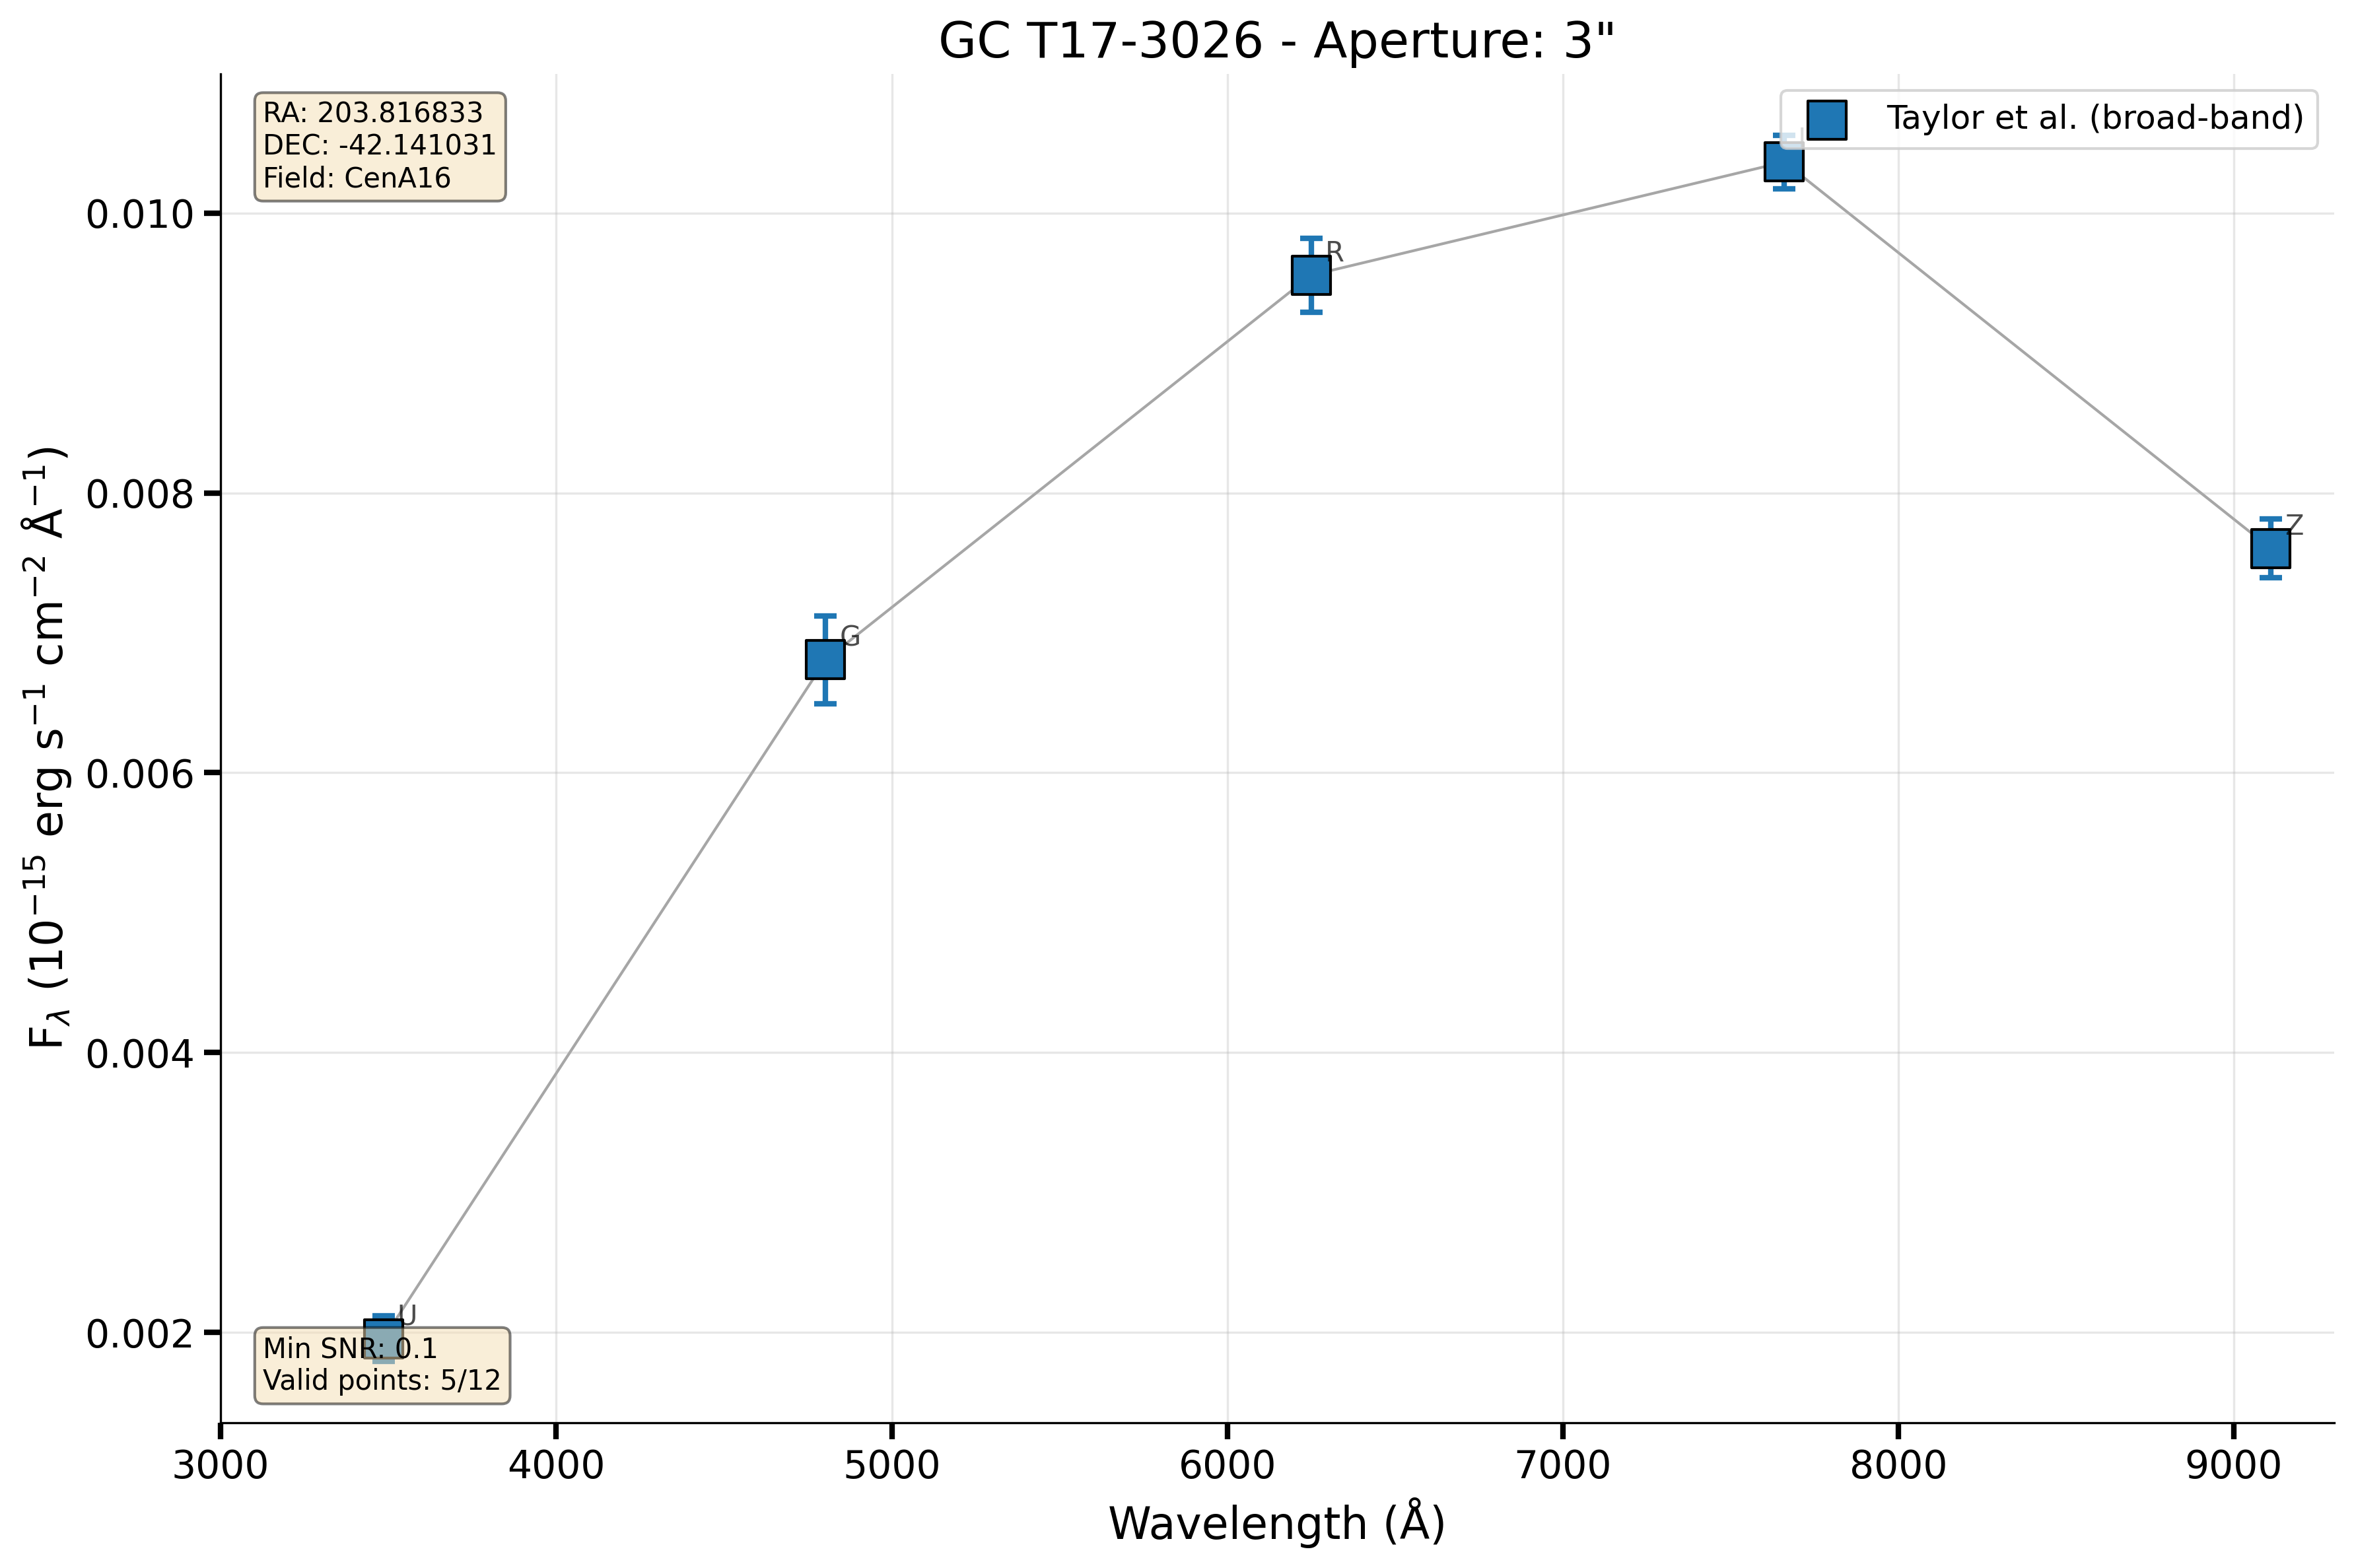 GC T17-3026 - Aperture: 3"
RA: 203.816833
DEC: -42.141031
Field: CenA16
Taylor et al. (broad-band)
I
R
Z
G
U
Min SNR: 0.1
Valid points: 5/12
0.010
0.008
0.006
0.004
0.002
F_λ (10⁻¹⁵ erg s⁻¹ cm⁻² Å⁻¹)
3000 4000 5000 6000 7000 8000 9000
Wavelength (Å)